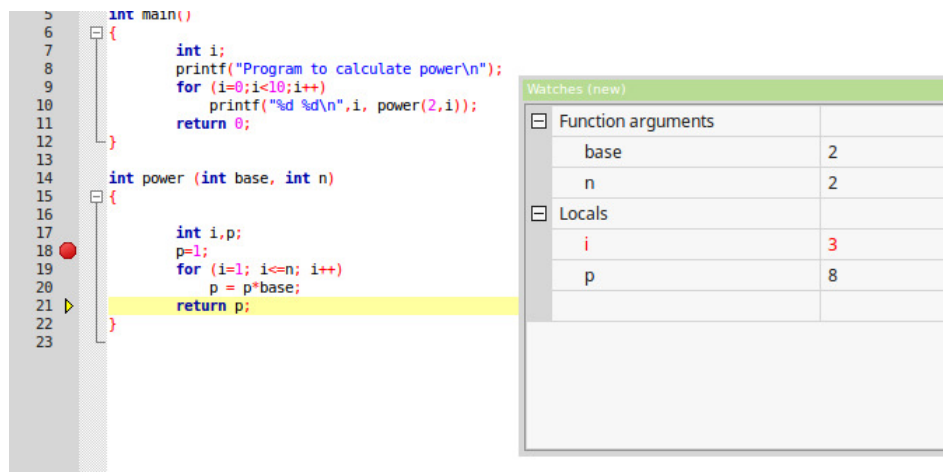 5 int main()
6 {
7 int i;
8 printf("Program to calculate power\n");
9 for (i=0;i<10;i++)
10 printf("%d %d\n",i, power(2,i));
11 return 0;
12 }
13
14 int power (int base, int n)
15 {
16
17 int i,p;
18 p=1;
19 for (i=1; i<=n; i++)
20 p = p*base;
21 return p;
22 }
23
Watches (new)
Function arguments
base 2
n 2
Locals
i 3
p 8